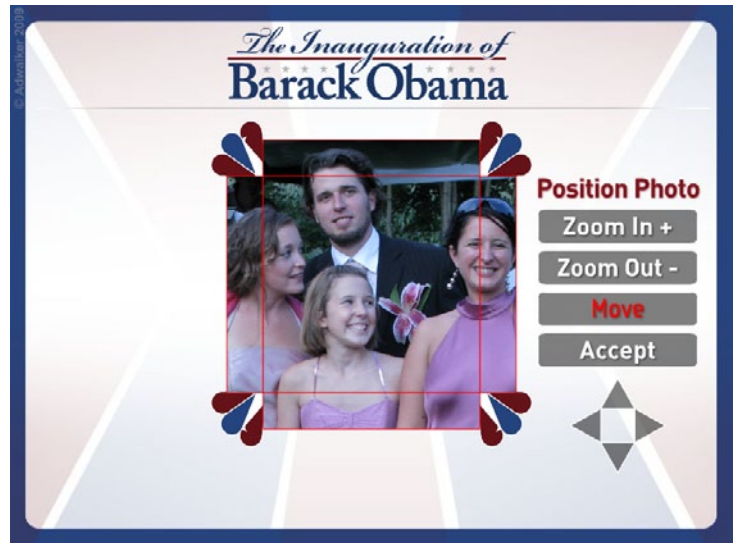 © Adwalker 2009
The Inauguration of
Barack Obama
Position Photo
Zoom In +
Zoom Out -
Move
Accept